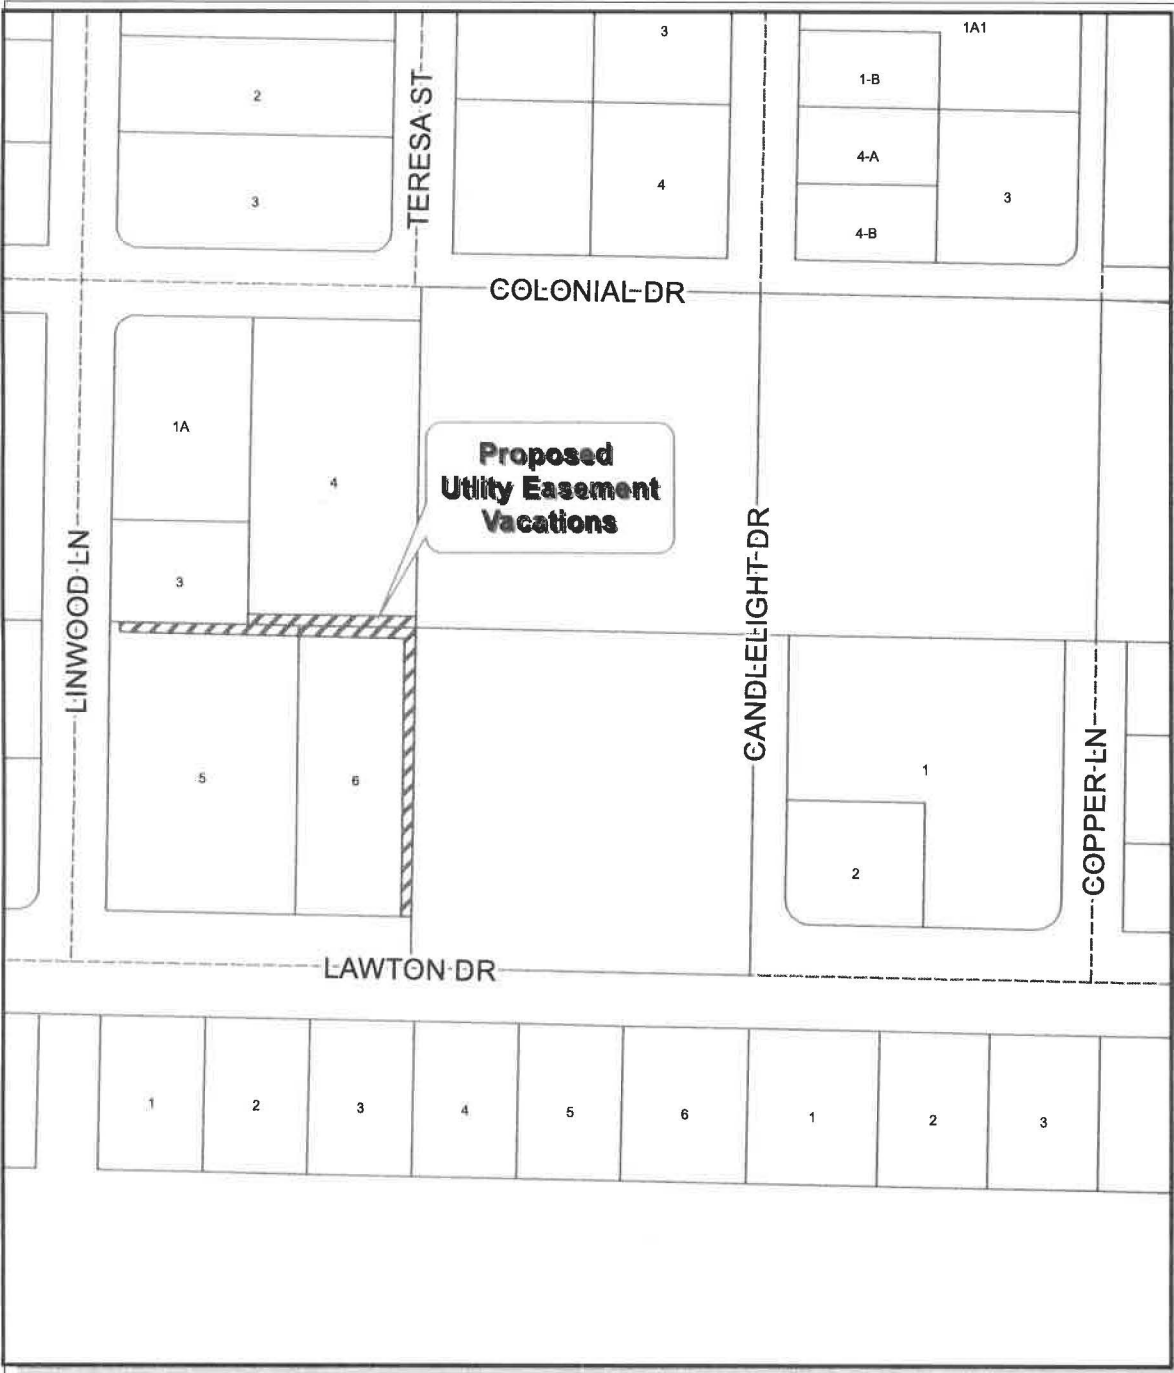 3
1A1
1-B
2
TERESA ST
4-A
4
3
3
4-B
COLONIAL DR
1A
Proposed
Utlity Easement
Vacations
4
LINWOOD LN
3
CANDLELIGHT DR
5
6
1
COPPER LN
2
LAWTON DR
1
2
3
4
5
6
1
2
3